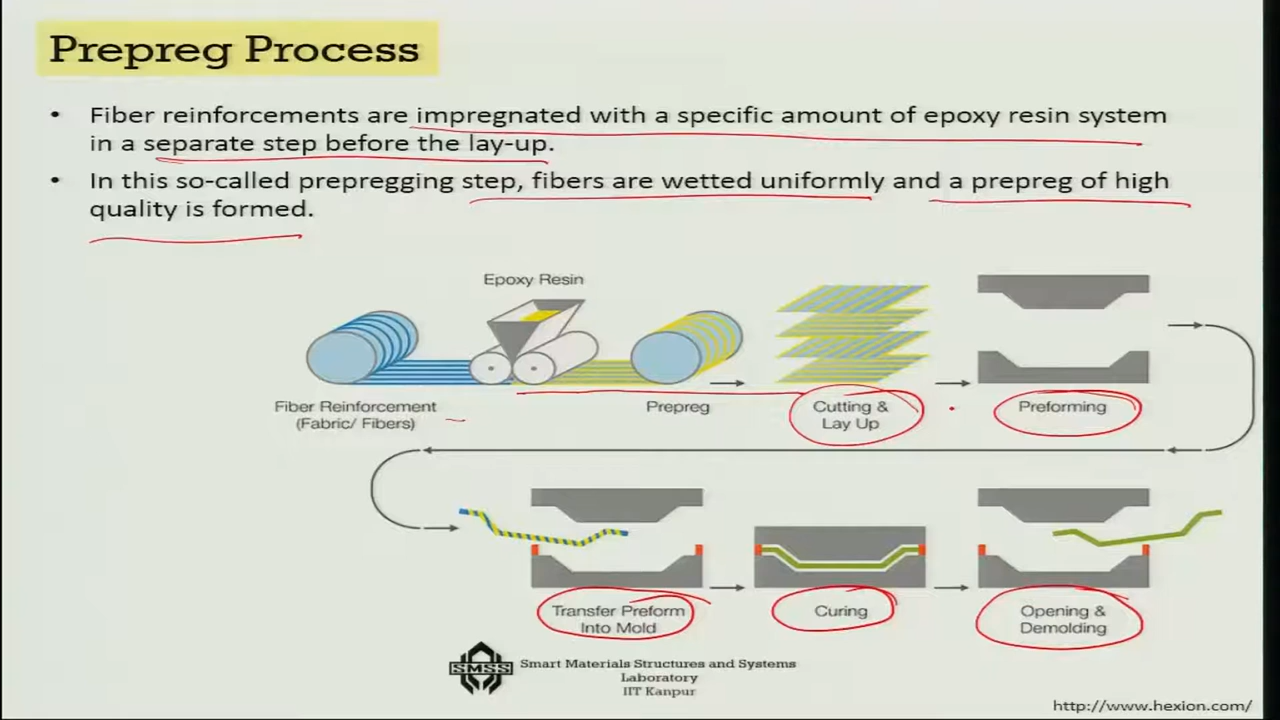 Prepreg Process
• Fiber reinforcements are impregnated with a specific amount of epoxy resin system
in a separate step before the lay-up.
• In this so-called prepregging step, fibers are wetted uniformly and a prepreg of high
quality is formed.
Epoxy Resin
Fiber Reinforcement
(Fabric/ Fibers)
Prepreg
Cutting &
Lay Up
Preforming
Transfer Preform
Into Mold
Curing
Opening &
Demolding
SMSS
Smart Materials Structures and Systems
Laboratory
IIT Kanpur
http://www.hexion.com/